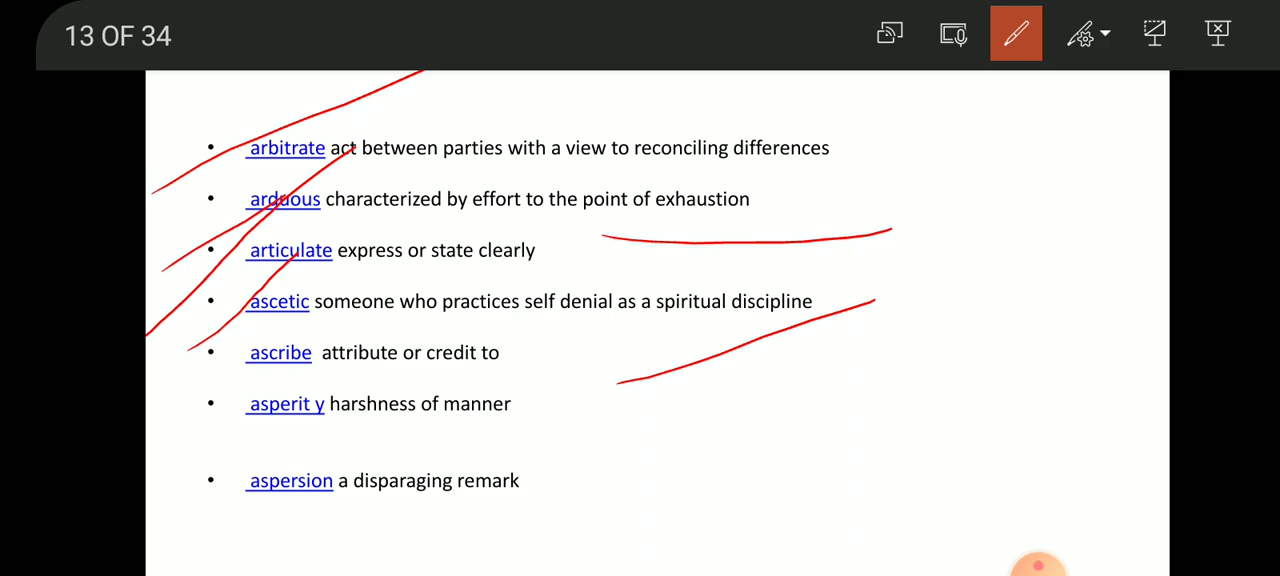 13 OF 34
• arbitrate act between parties with a view to reconciling differences
• arduous characterized by effort to the point of exhaustion
• articulate express or state clearly
• ascetic someone who practices self denial as a spiritual discipline
• ascribe attribute or credit to
• asperit y harshness of manner
• aspersion a disparaging remark